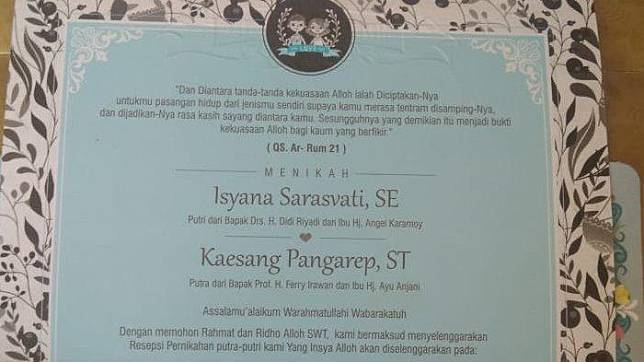 LOVE
"Dan Diantara tanda-tanda kekuasaan Alloh ialah Diciptakan-Nya
untukmu pasangan hidup dari jenismu sendiri supaya kamu merasa tentram disamping-Nya,
dan dijadikan-Nya rasa kasih sayang diantara kamu. Sesungguhnya yang demikian itu menjadi bukti
kekuasaan Alloh bagi kaum yang berfikir."
( QS. Ar- Rum 21 )
MENIKAH
Isyana Sarasvati, SE
Putri dari Bapak Drs. H. Didi Riyadi dan Ibu Hj. Angel Karamoy
Kaesang Pangarep, ST
Putra dari Bapak Prof. H. Ferry Irawan dan Ibu Hj. Ayu Anjani
Assalamu'alaikum Warahmatullahi Wabarakatuh
Dengan memohon Rahmat dan Ridho Alloh SWT, kami bermaksud menyelenggarakan
Resepsi Pernikahan putra-putri kami Yang Insya Alloh akan diselenggarakan pada: